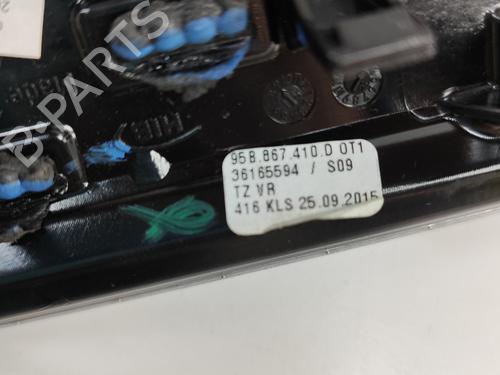 95B.867.410.D OT1
36165594 / S09
TZ VR
416 KLS 25.09.2015
B-PARTS